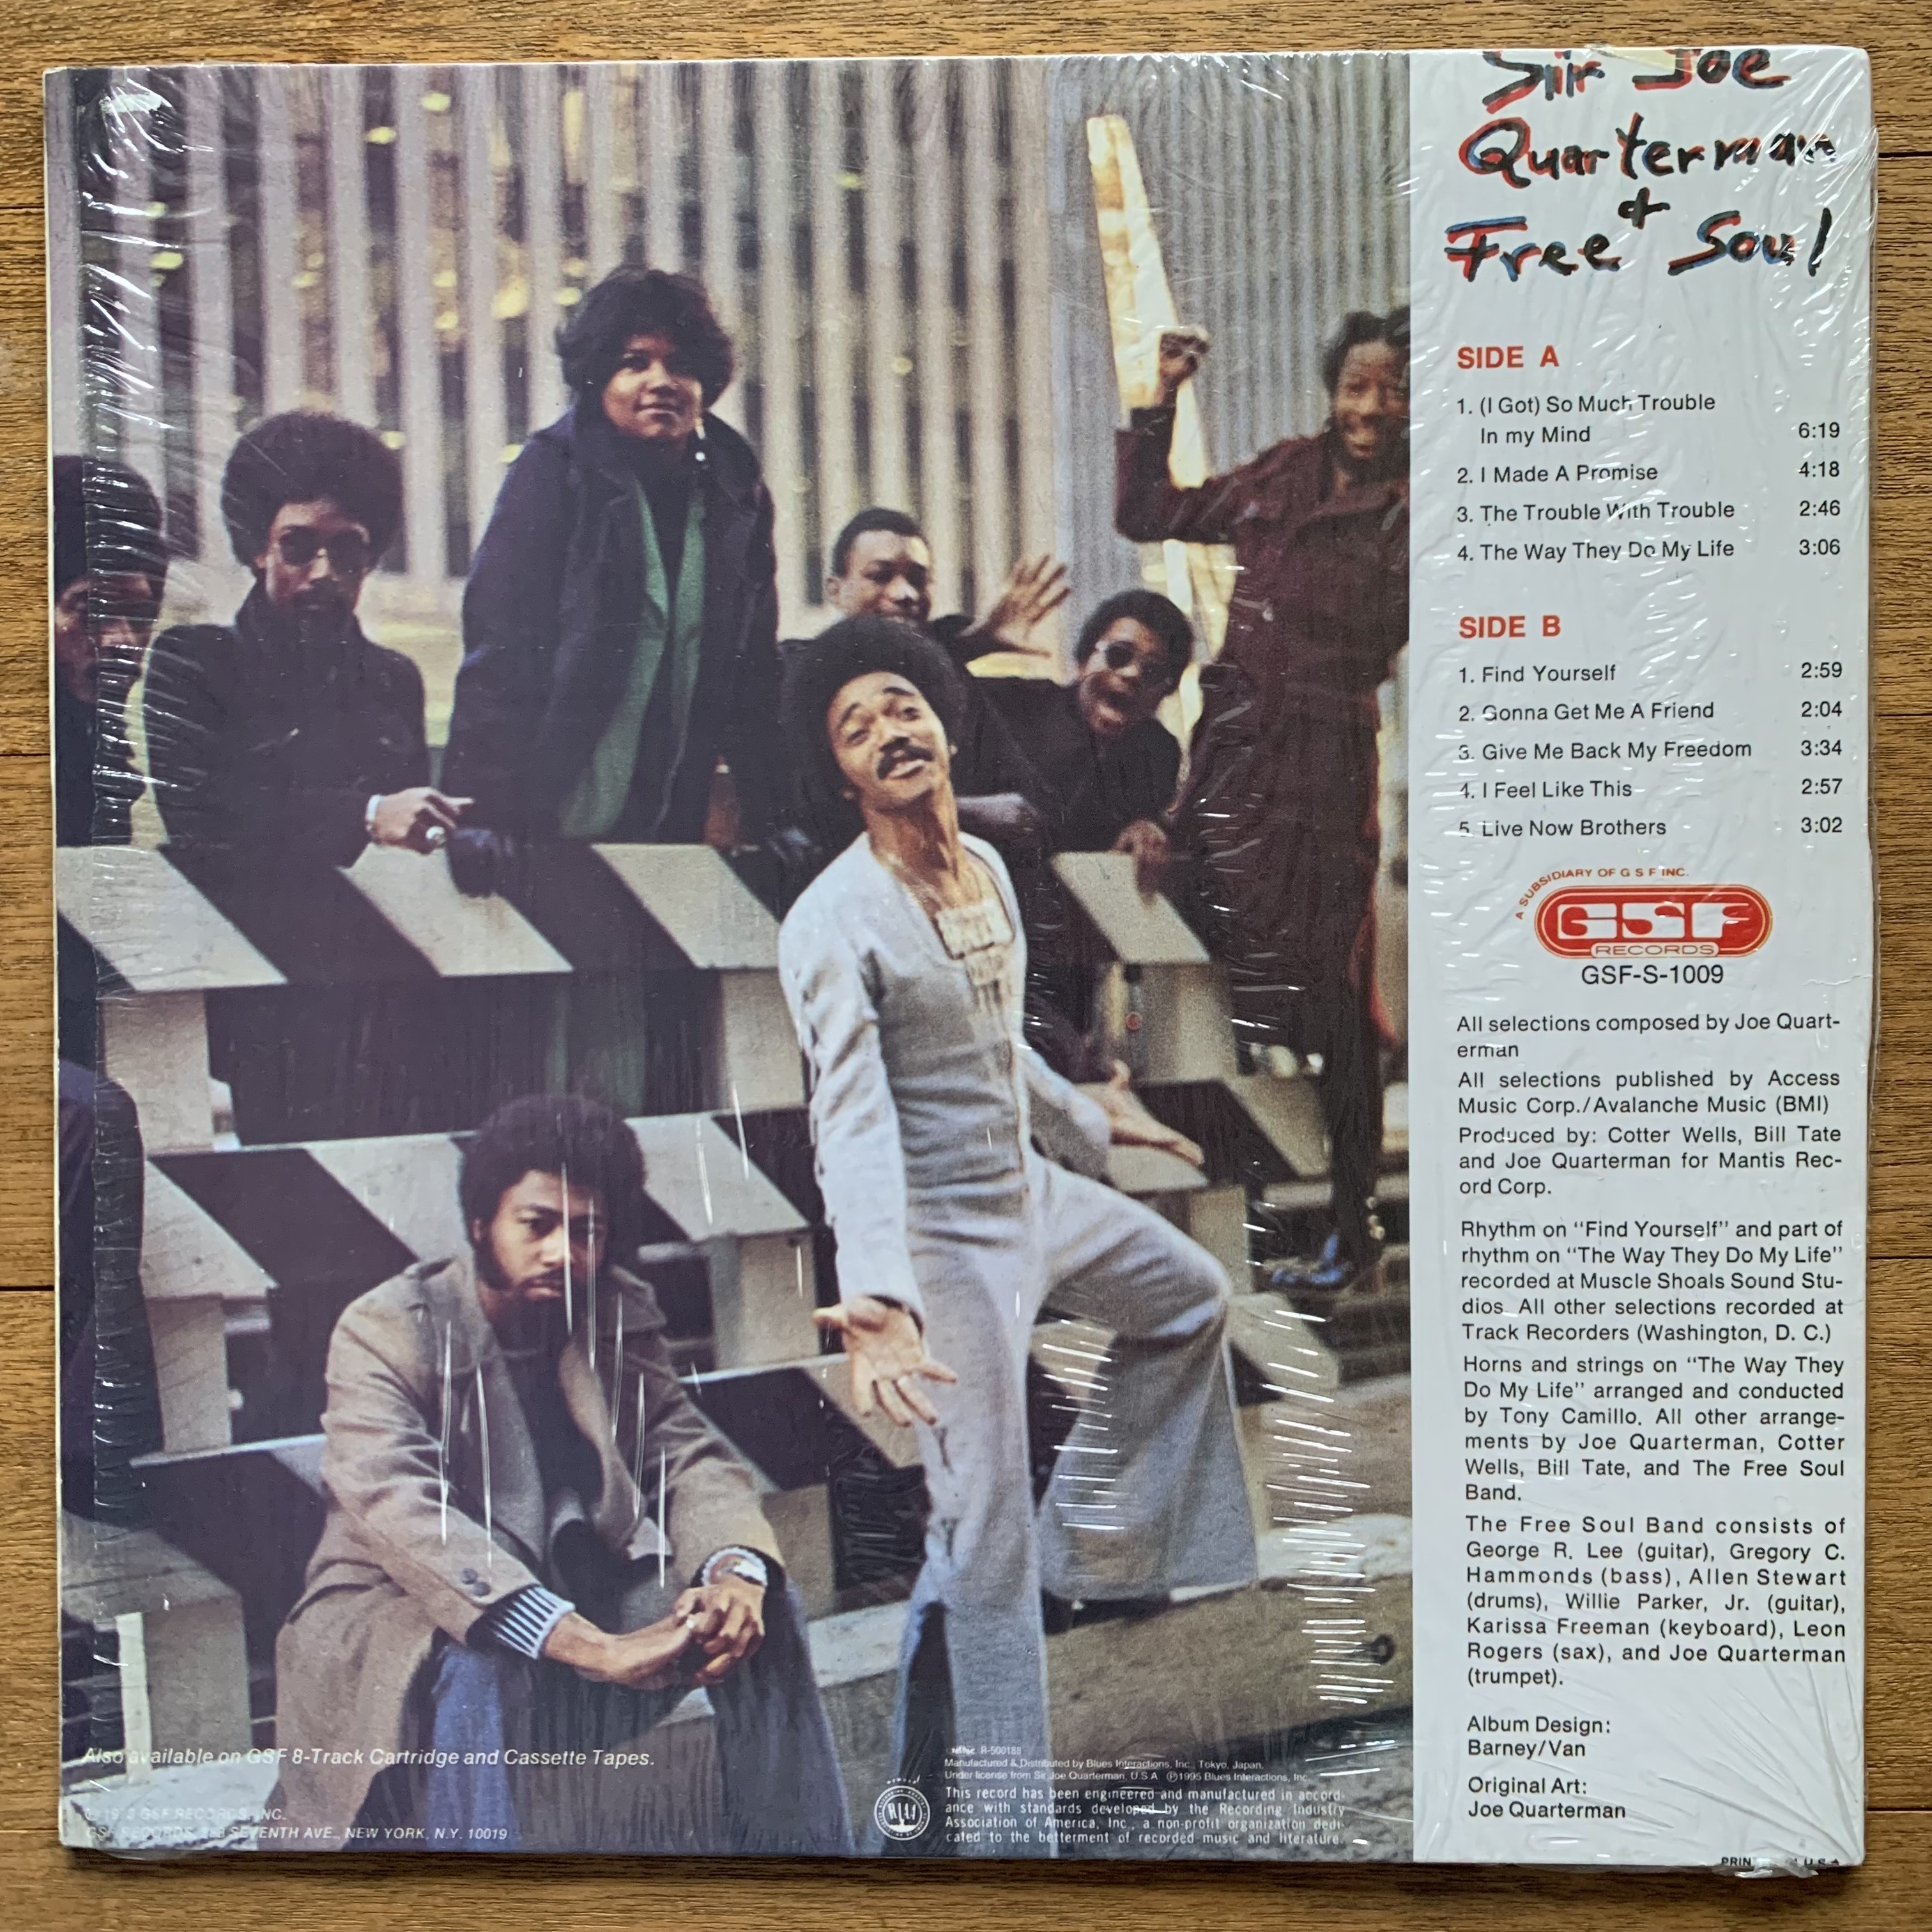 Sir Joe
Quarterman
+
Free Soul
SIDE A
1. (I Got) So Much Trouble
In my Mind 6:19
2. I Made A Promise 4:18
3. The Trouble With Trouble 2:46
4. The Way They Do My Life 3:06
SIDE B
1. Find Yourself 2:59
2. Gonna Get Me A Friend 2:04
3. Give Me Back My Freedom 3:34
4. I Feel Like This 2:57
5. Live Now Brothers 3:02
A SUBSIDIARY OF G S F INC.
GSF
RECORDS
GSF-S-1009
All selections composed by Joe Quart-
erman
All selections published by Access
Music Corp./Avalanche Music (BMI)
Produced by: Cotter Wells, Bill Tate
and Joe Quarterman for Mantis Rec-
ord Corp.
Rhythm on "Find Yourself" and part of
rhythm on "The Way They Do My Life"
recorded at Muscle Shoals Sound Stu-
dios. All other selections recorded at
Track Recorders (Washington, D. C.)
Horns and strings on "The Way They
Do My Life" arranged and conducted
by Tony Camillo. All other arrange-
ments by Joe Quarterman, Cotter
Wells, Bill Tate, and The Free Soul
Band.
The Free Soul Band consists of
George R. Lee (guitar), Gregory C.
Hammonds (bass), Allen Stewart
(drums), Willie Parker, Jr. (guitar),
Karissa Freeman (keyboard), Leon
Rogers (sax), and Joe Quarterman
(trumpet).
Album Design:
Barney/Van
Original Art:
Joe Quarterman
Also available on GSF 8-Track Cartridge and Cassette Tapes.
GSF RECORDS, INC.
GSF RECORDS, SEVENTH AVE., NEW YORK, N.Y. 10019
R-500188
Manufactured & Distributed by Blues Interactions, Inc., Tokyo, Japan.
Under license from Sir Joe Quarterman, U.S.A. ℗1995 Blues Interactions, Inc.
This record has been engineered and manufactured in accord-
ance with standards developed by the Recording Industry
Association of America, Inc., a non-profit organization dedi-
cated to the betterment of recorded music and literature.
U.S.A.